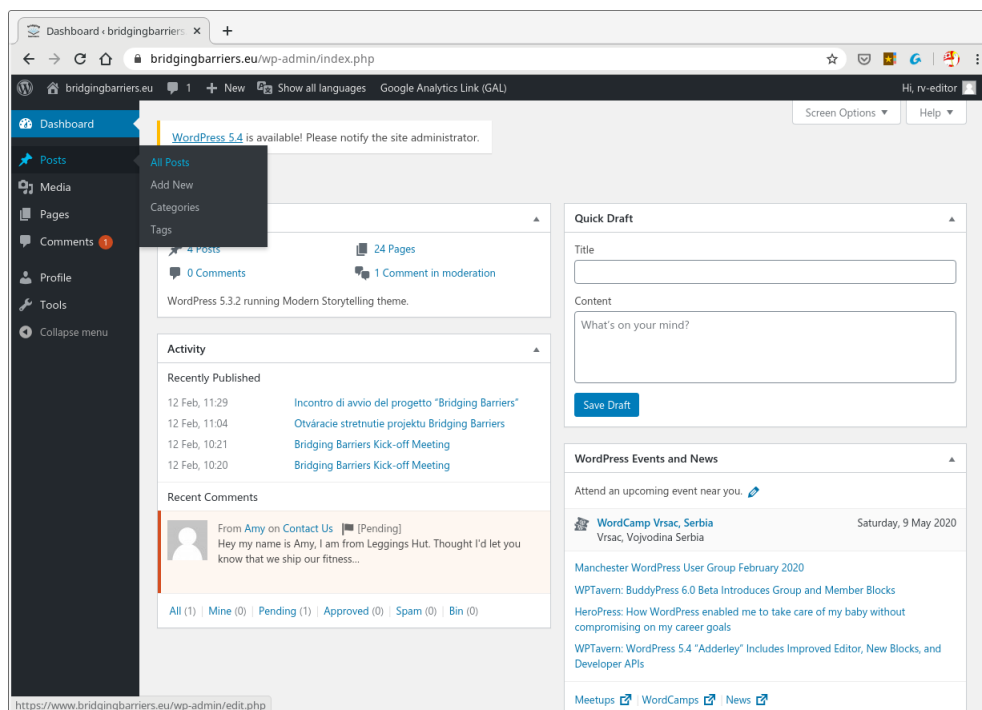 Dashboard ‹ bridgingbarriers
bridgingbarriers.eu/wp-admin/index.php
bridgingbarriers.eu 1 New Show all languages Google Analytics Link (GAL) Hi, rv-editor
Screen Options ▼ Help ▼
Dashboard
WordPress 5.4 is available! Please notify the site administrator.
Posts
All Posts
Add New
Categories
Tags
Media
Pages
Comments 1
Profile
Tools
Collapse menu
4 Posts 24 Pages
0 Comments 1 Comment in moderation
WordPress 5.3.2 running Modern Storytelling theme.
Activity
Recently Published
12 Feb, 11:29 Incontro di avvio del progetto “Bridging Barriers”
12 Feb, 11:04 Otváracie stretnutie projektu Bridging Barriers
12 Feb, 10:21 Bridging Barriers Kick-off Meeting
12 Feb, 10:20 Bridging Barriers Kick-off Meeting
Recent Comments
From Amy on Contact Us [Pending]
Hey my name is Amy, I am from Leggings Hut. Thought I'd let you
know that we ship our fitness…
All (1) | Mine (0) | Pending (1) | Approved (0) | Spam (0) | Bin (0)
Quick Draft
Title
Content
What's on your mind?
Save Draft
WordPress Events and News
Attend an upcoming event near you.
WordCamp Vrsac, Serbia Saturday, 9 May 2020
Vrsac, Vojvodina Serbia
Manchester WordPress User Group February 2020
WPTavern: BuddyPress 6.0 Beta Introduces Group and Member Blocks
HeroPress: How WordPress enabled me to take care of my baby without
compromising on my career goals
WPTavern: WordPress 5.4 “Adderley” Includes Improved Editor, New Blocks, and
Developer APIs
Meetups | WordCamps | News
https://www.bridgingbarriers.eu/wp-admin/edit.php